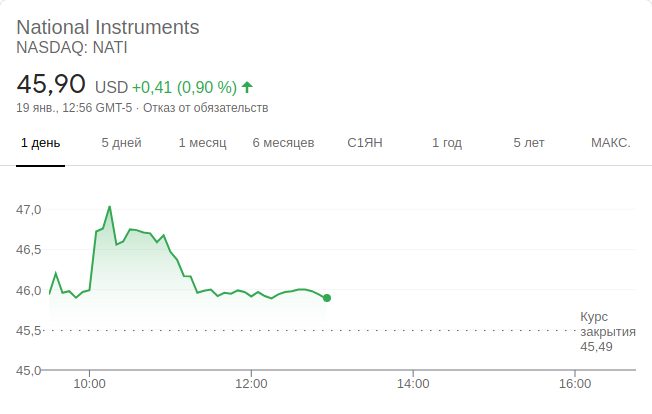 National Instruments
NASDAQ: NATI
45,90 USD +0,41 (0,90 %)
19 янв., 12:56 GMT-5 · Отказ от обязательств
1 день 5 дней 1 месяц 6 месяцев С1ЯН 1 год 5 лет МАКС.
47,0
46,5
46,0
45,5
Курс
закрытия
45,49
45,0
10:00 12:00 14:00 16:00